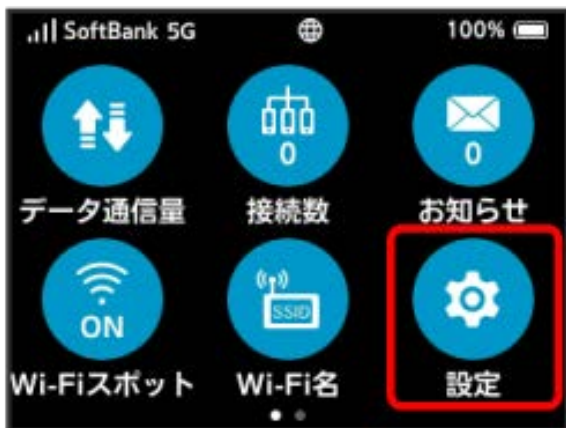 SoftBank 5G 100%
0 0
データ通信量 接続数 お知らせ
ON SSID
Wi-Fiスポット Wi-Fi名 設定